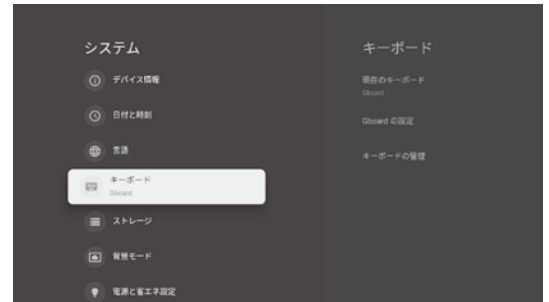 システム
デバイス情報
日付と時刻
言語
キーボード
Gboard
ストレージ
背景モード
電源と省エネ設定
キーボード
現在のキーボード
Gboard
Gboard の設定
キーボードの管理